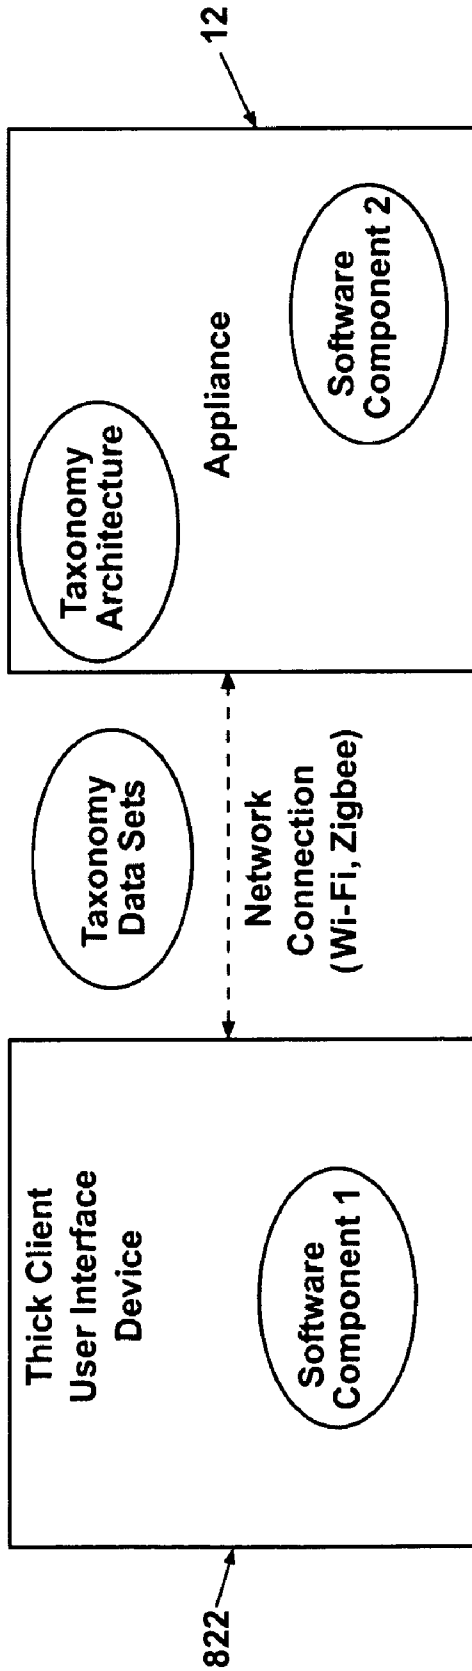 822
Thick Client
User Interface
Device
Software
Component 1
Taxonomy
Data Sets
Network
Connection
(Wi-Fi, Zigbee)
Taxonomy
Architecture
Appliance
Software
Component 2
12